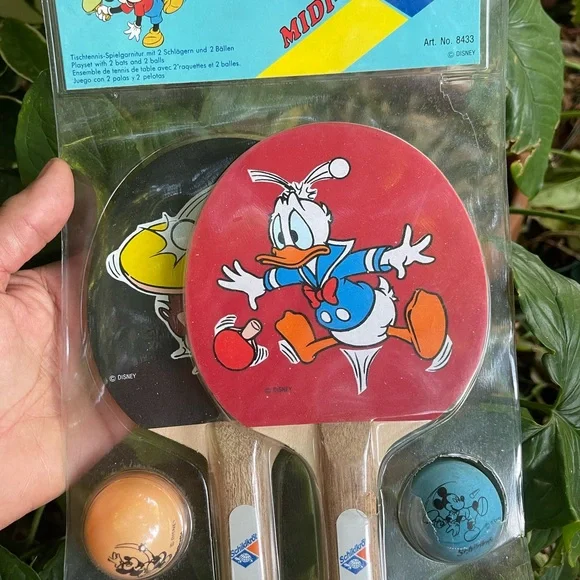 MIDI
Art. No. 8433
© DISNEY
Tischtennis-Spielgarnitur mit 2 Schlägern und 2 Bällen
Playset with 2 bats and 2 balls
Ensemble de tennis de table avec 2 raquettes et 2 balles.
Juego con 2 palas y 2 pelotas
© DISNEY
© DISNEY
Schildkröt
Schildkröt